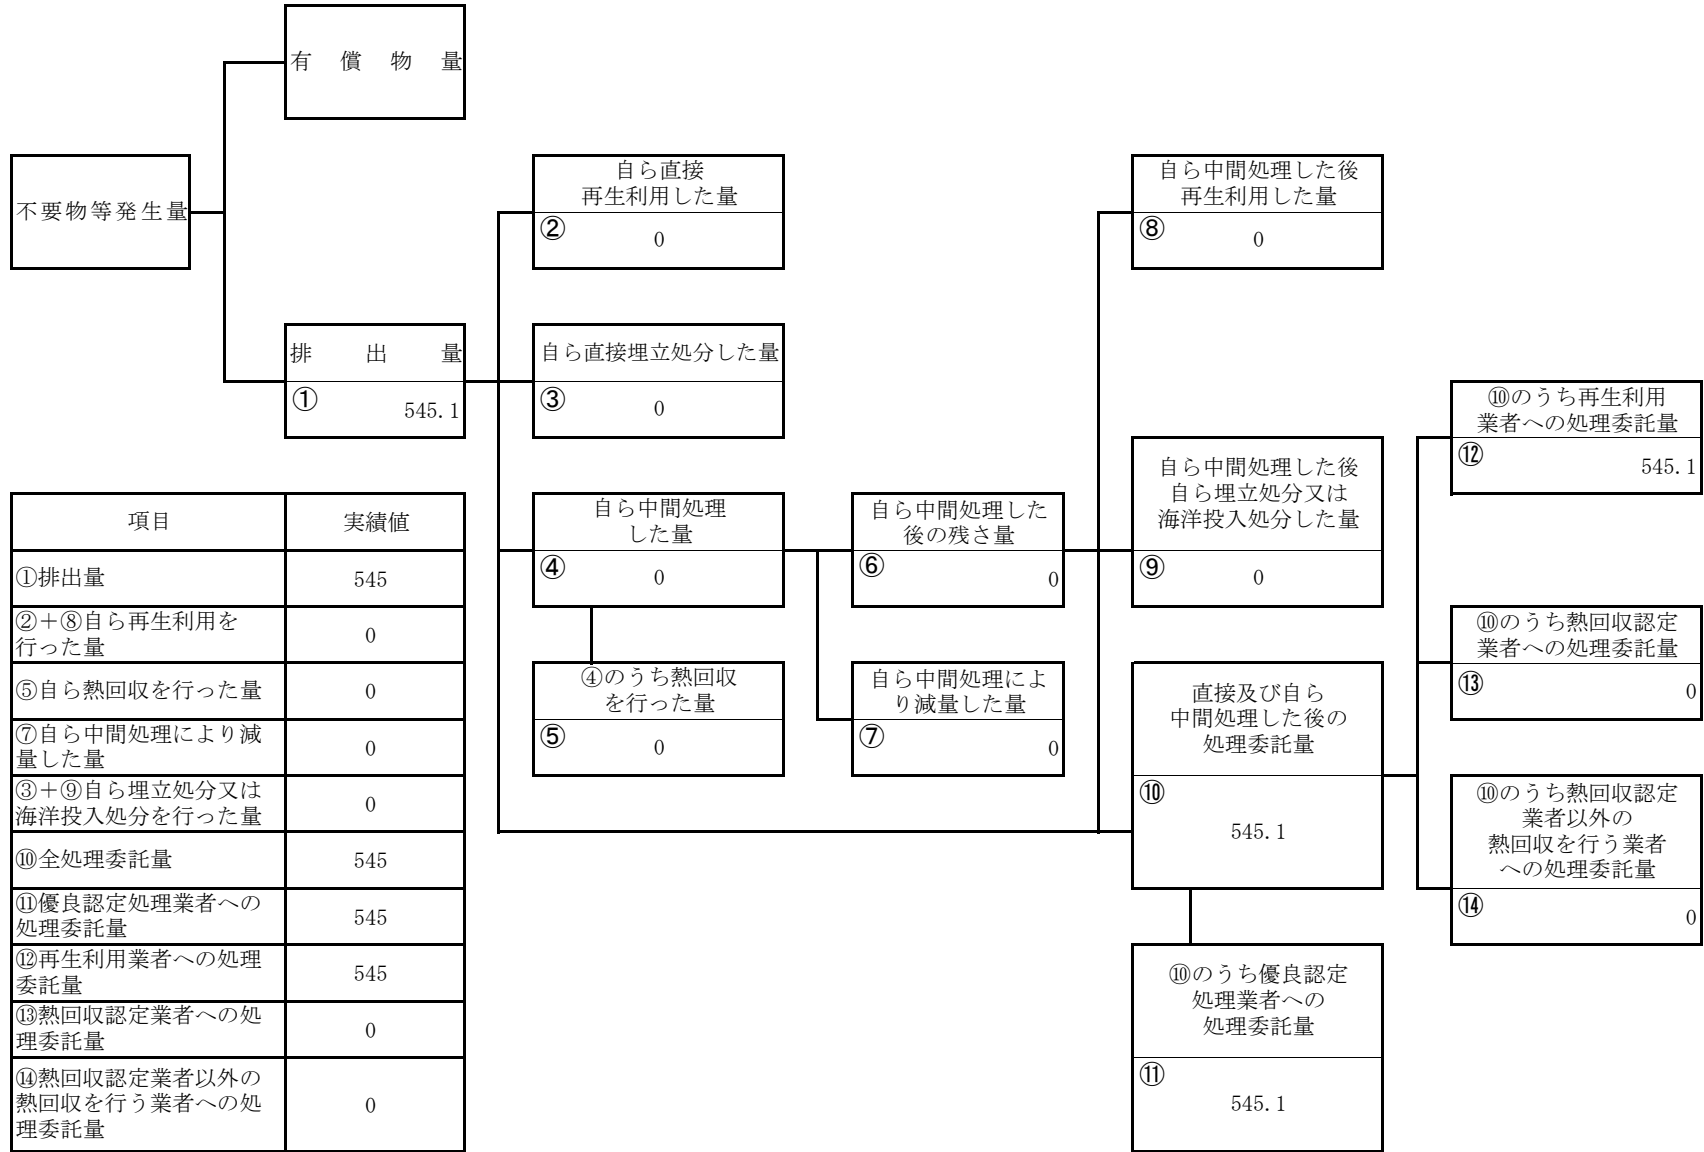 有償物量
不要物等発生量
排出量
①
545.1
自ら直接
再生利用した量
②
0
自ら直接埋立処分した量
③
0
自ら中間処理
した量
④
0
④のうち熱回収
を行った量
⑤
0
自ら中間処理した
後の残さ量
⑥
0
自ら中間処理によ
り減量した量
⑦
0
自ら中間処理した後
再生利用した量
⑧
0
自ら中間処理した後
自ら埋立処分又は
海洋投入処分した量
⑨
0
直接及び自ら
中間処理した後の
処理委託量
⑩
545.1
⑩のうち優良認定
処理業者への
処理委託量
⑪
545.1
⑩のうち再生利用
業者への処理委託量
⑫
545.1
⑩のうち熱回収認定
業者への処理委託量
⑬
0
⑩のうち熱回収認定
業者以外の
熱回収を行う業者
への処理委託量
⑭
0
項目 実績値
①排出量 545
②＋⑧自ら再生利用を
行った量 0
⑤自ら熱回収を行った量 0
⑦自ら中間処理により減
量した量 0
③＋⑨自ら埋立処分又は
海洋投入処分を行った量 0
⑩全処理委託量 545
⑪優良認定処理業者への
処理委託量 545
⑫再生利用業者への処理
委託量 545
⑬熱回収認定業者への処
理委託量 0
⑭熱回収認定業者以外の
熱回収を行う業者への処
理委託量 0